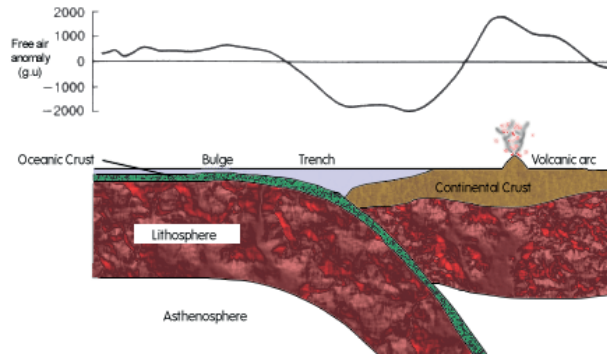 2000
Free air
anomaly
(g.u)
1000
0
−1000
−2000
Oceanic Crust
Bulge
Trench
Volcanic arc
Continental Crust
Lithosphere
Asthenosphere